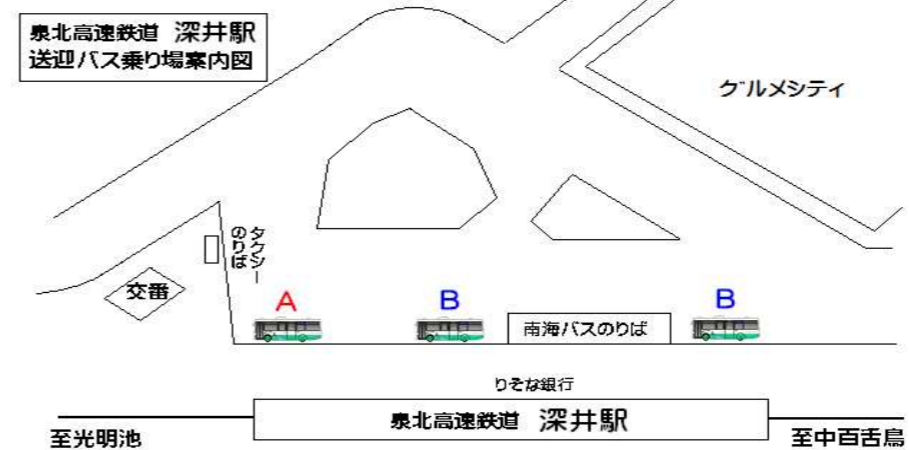 泉北高速鉄道 深井駅
送迎バス乗り場案内図
グルメシティ
タクシー
のりば
交番
A
B
B
南海バスのりば
りそな銀行
泉北高速鉄道 深井駅
至光明池
至中百舌鳥